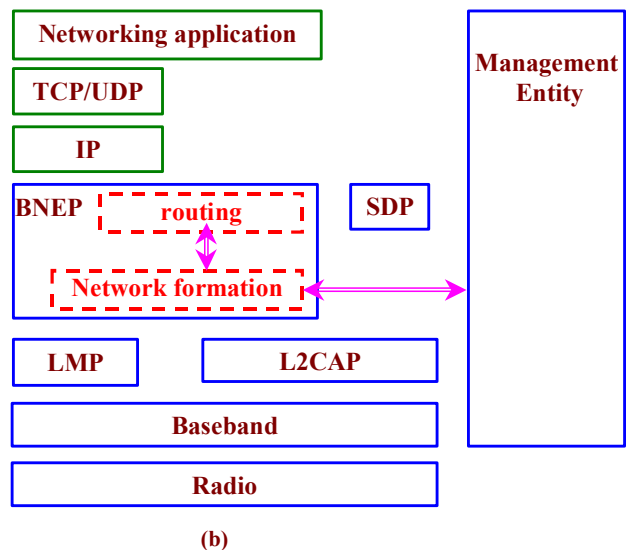 Networking application
Management
Entity
TCP/UDP
IP
BNEP
routing
SDP
Network formation
LMP
L2CAP
Baseband
Radio
(b)